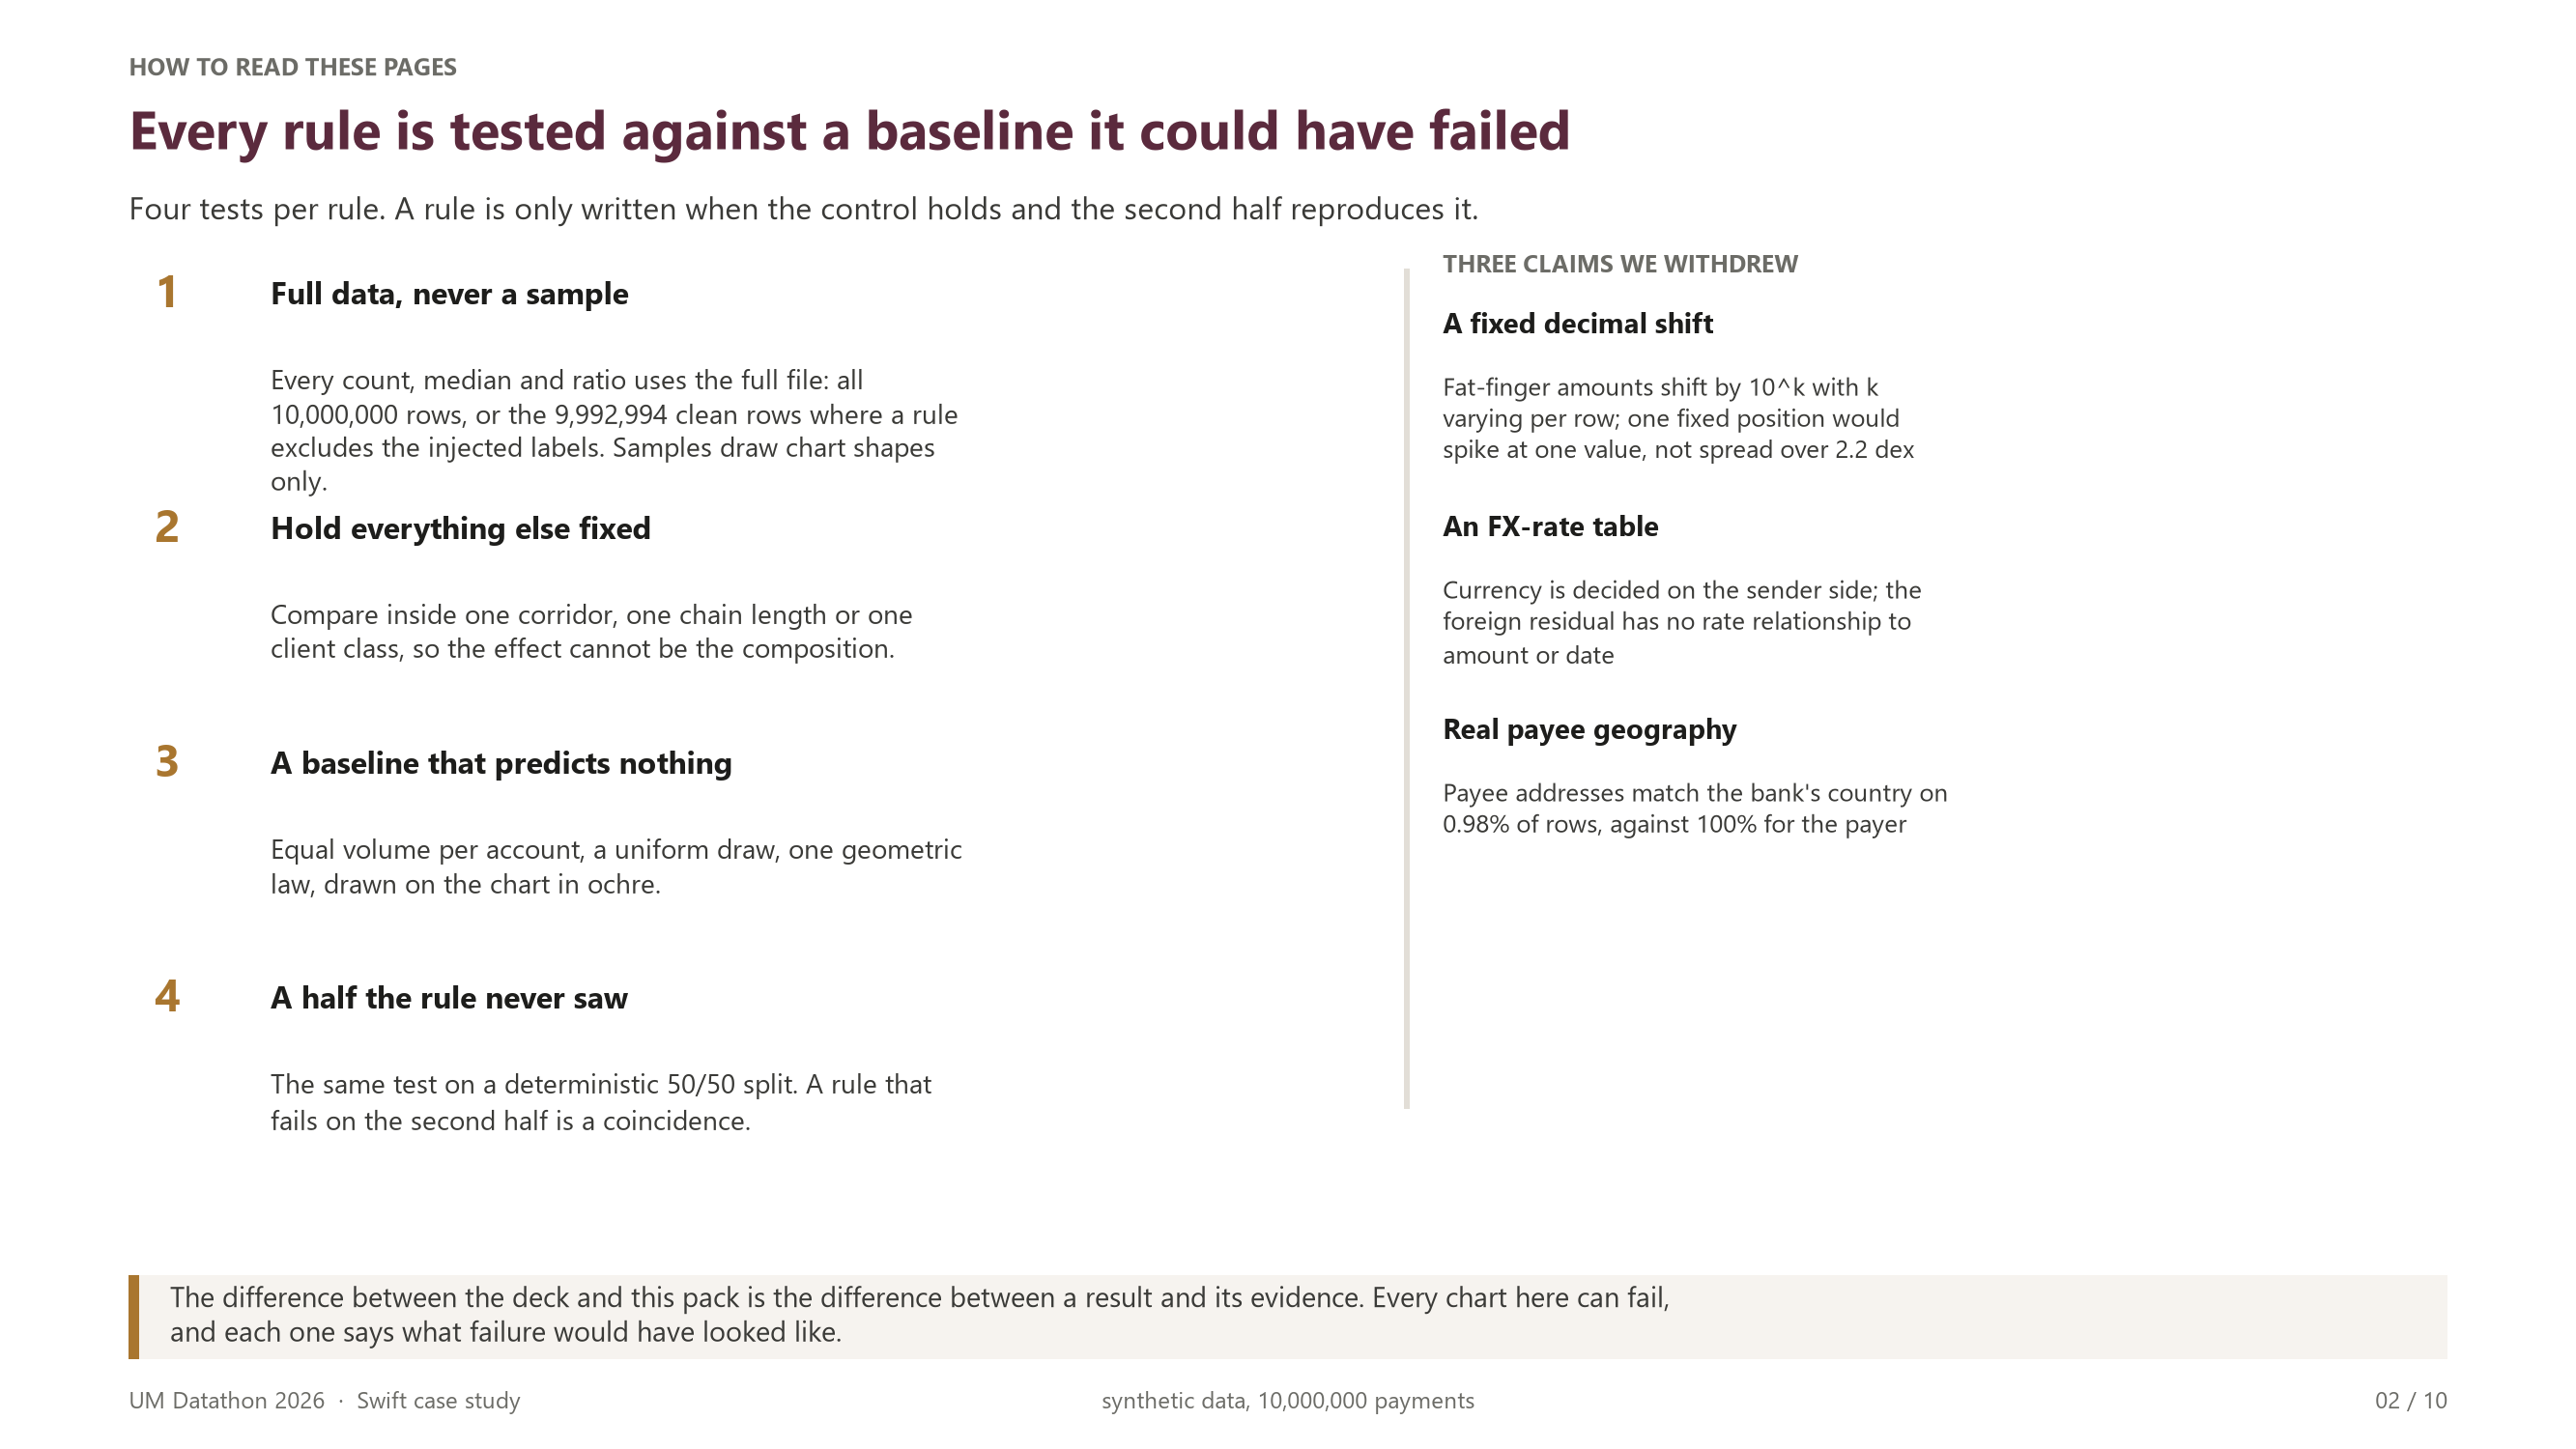 HOW TO READ THESE PAGES
Every rule is tested against a baseline it could have failed
Four tests per rule. A rule is only written when the control holds and the second half reproduces it.
1
Full data, never a sample
Every count, median and ratio uses the full file: all
10,000,000 rows, or the 9,992,994 clean rows where a rule
excludes the injected labels. Samples draw chart shapes
only.
2
Hold everything else fixed
Compare inside one corridor, one chain length or one
client class, so the effect cannot be the composition.
3
A baseline that predicts nothing
Equal volume per account, a uniform draw, one geometric
law, drawn on the chart in ochre.
4
A half the rule never saw
The same test on a deterministic 50/50 split. A rule that
fails on the second half is a coincidence.
THREE CLAIMS WE WITHDREW
A fixed decimal shift
Fat-finger amounts shift by 10^k with k
varying per row; one fixed position would
spike at one value, not spread over 2.2 dex
An FX-rate table
Currency is decided on the sender side; the
foreign residual has no rate relationship to
amount or date
Real payee geography
Payee addresses match the bank's country on
0.98% of rows, against 100% for the payer
The difference between the deck and this pack is the difference between a result and its evidence. Every chart here can fail,
and each one says what failure would have looked like.
UM Datathon 2026 · Swift case study
synthetic data, 10,000,000 payments
02 / 10